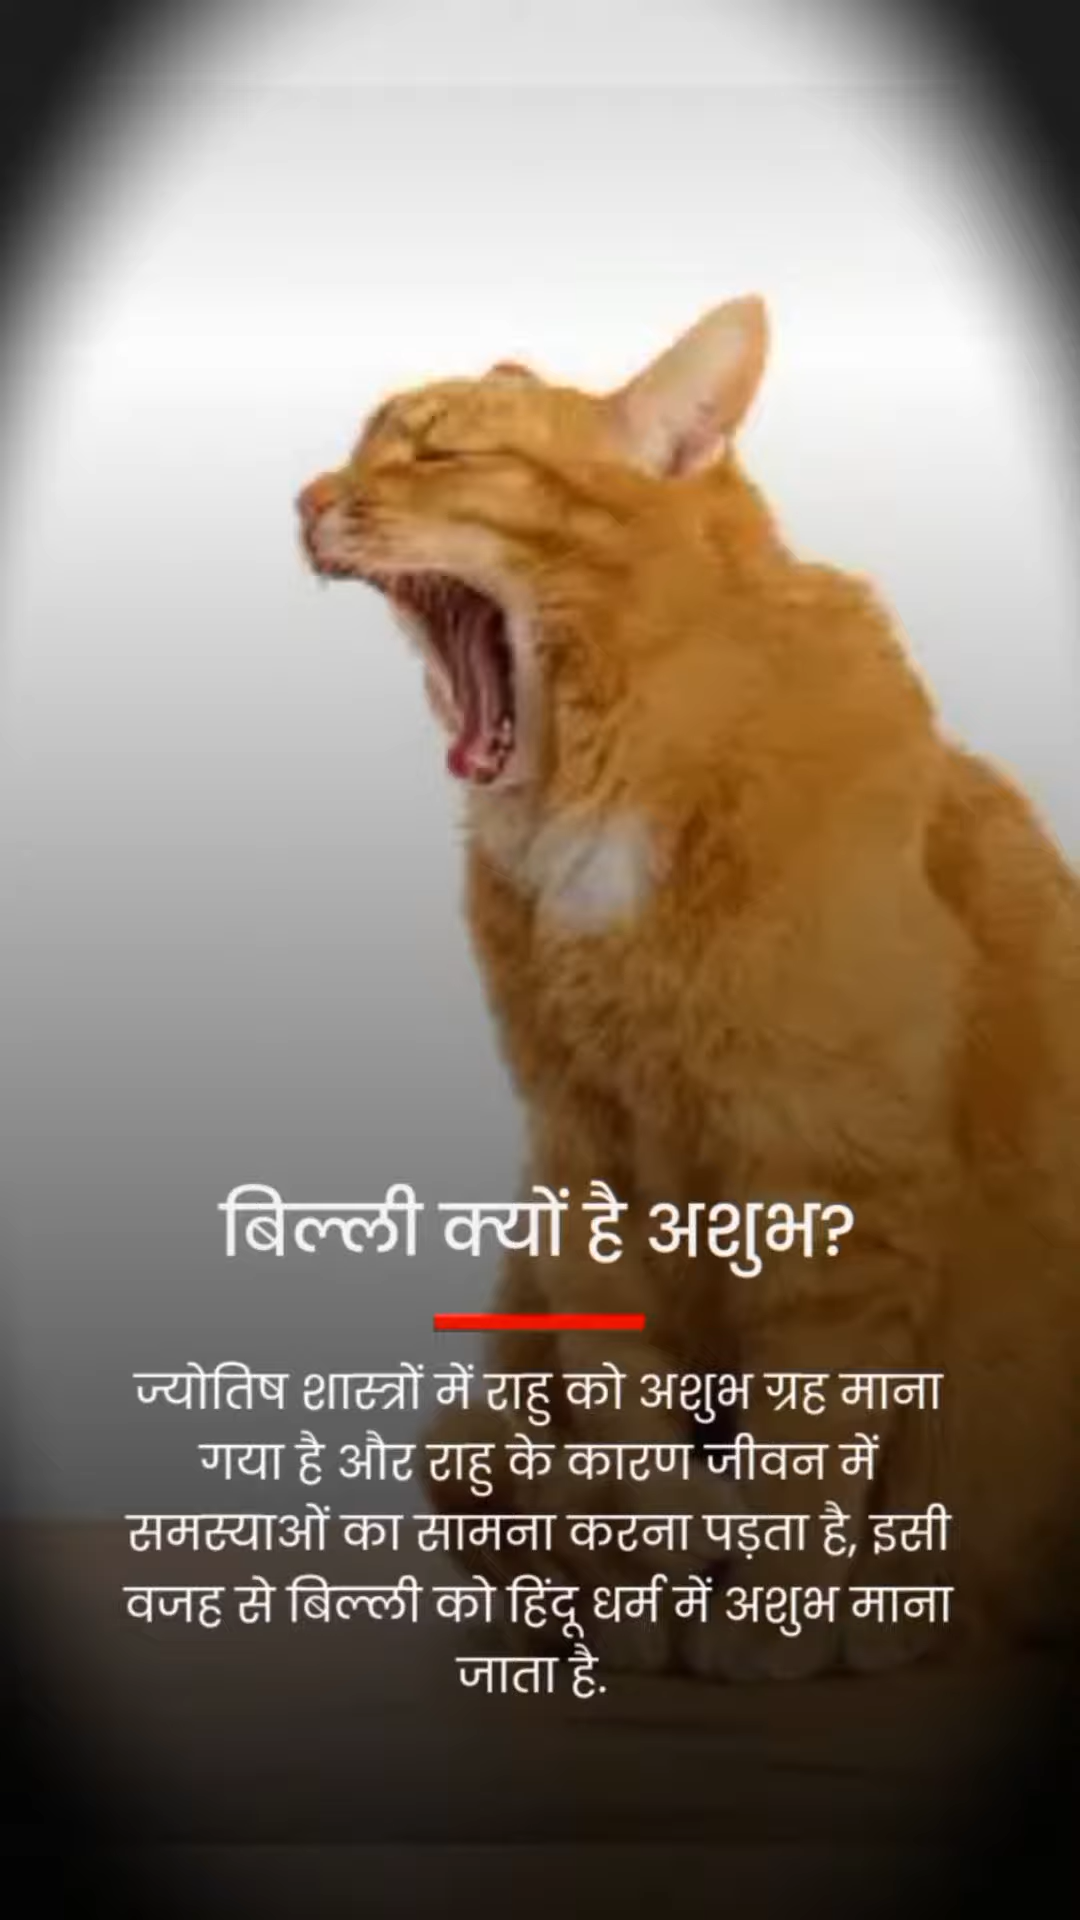 बिल्ली क्यों है अशुभ?
ज्योतिष शास्त्रों में राहु को अशुभ ग्रह माना
गया है और राहु के कारण जीवन में
समस्याओं का सामना करना पड़ता है, इसी
वजह से बिल्ली को हिंदू धर्म में अशुभ माना
जाता है.